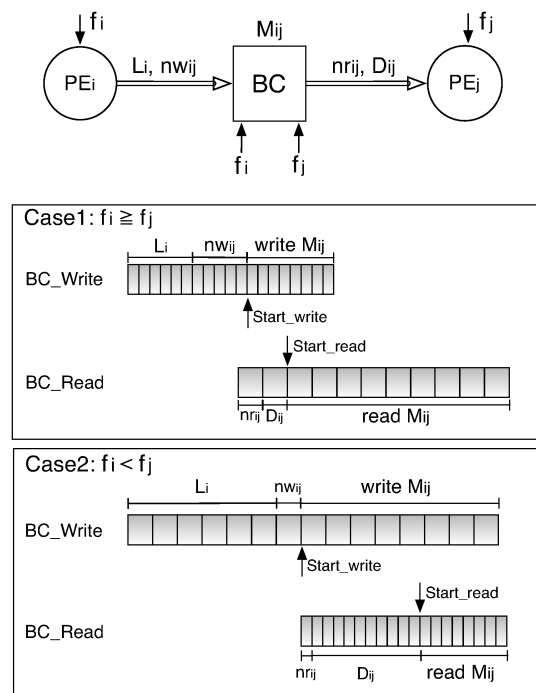 fi fj
Mij
PEi Li, nwij BC nrij, Dij PEj
fi fj
Case1: fi ≧ fj
Li nwij write Mij
BC_Write
Start_write
Start_read
BC_Read
nrij Dij read Mij
Case2: fi < fj
Li nwij write Mij
BC_Write
Start_write
Start_read
BC_Read
nrij Dij read Mij